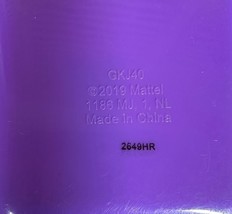 GKJ40
©2019 Mattel
1186 MJ, 1, NL
Made in China
2649HR